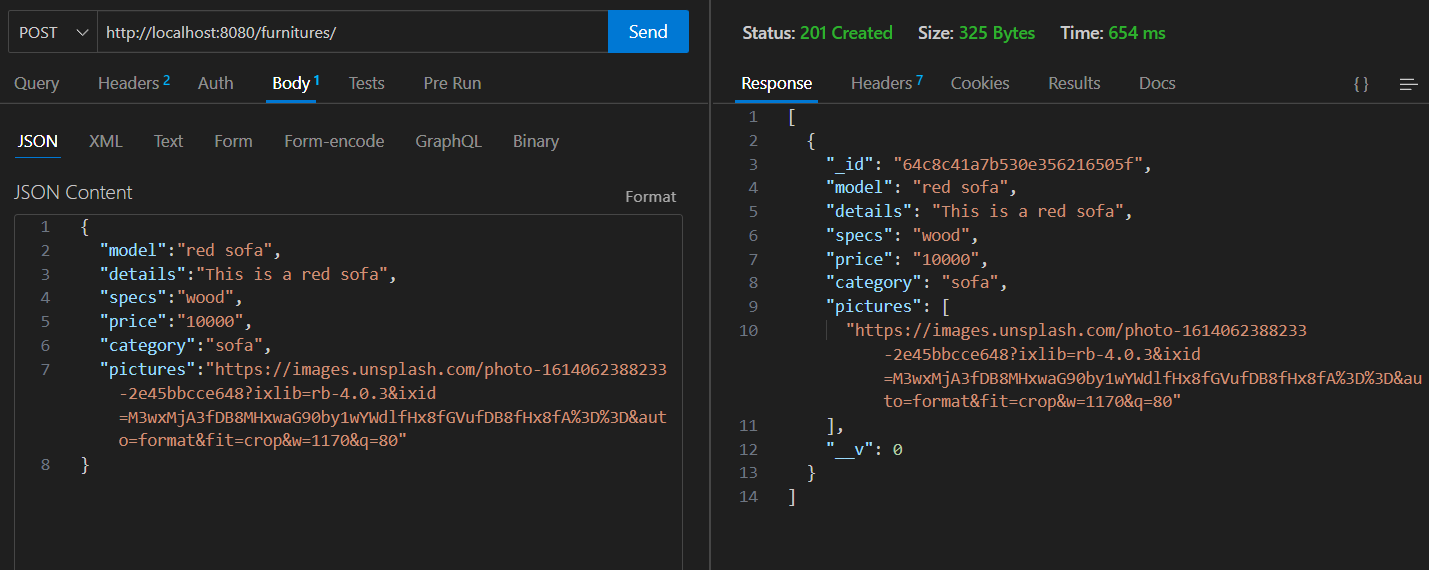 POST http://localhost:8080/furnitures/ Send
Query Headers 2 Auth Body 1 Tests Pre Run
JSON XML Text Form Form-encode GraphQL Binary
JSON Content
Format
1 {
2 "model":"red sofa",
3 "details":"This is a red sofa",
4 "specs":"wood",
5 "price":"10000",
6 "category":"sofa",
7 "pictures":"https://images.unsplash.com/photo-1614062388233
-2e45bbcce648?ixlib=rb-4.0.3&ixid
=M3wxMjA3fDB8MHxwaG90by1wYWdlfHx8fGVufDB8fHx8fA%3D%3D&aut
o=format&fit=crop&w=1170&q=80"
8 }
Status: 201 Created Size: 325 Bytes Time: 654 ms
Response Headers 7 Cookies Results Docs { }
1 [
2 {
3 "_id": "64c8c41a7b530e356216505f",
4 "model": "red sofa",
5 "details": "This is a red sofa",
6 "specs": "wood",
7 "price": "10000",
8 "category": "sofa",
9 "pictures": [
10 "https://images.unsplash.com/photo-1614062388233
-2e45bbcce648?ixlib=rb-4.0.3&ixid
=M3wxMjA3fDB8MHxwaG90by1wYWdlfHx8fGVufDB8fHx8fA%3D%3D&au
to=format&fit=crop&w=1170&q=80"
11 ],
12 "__v": 0
13 }
14 ]